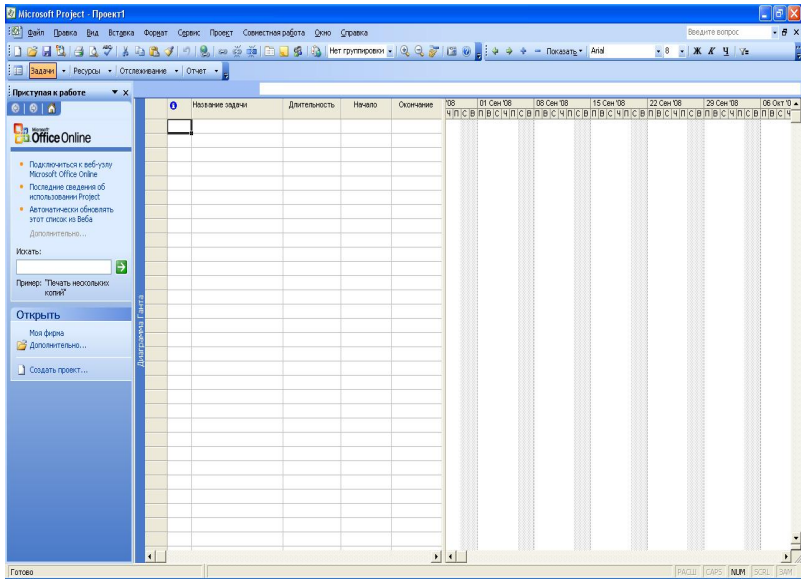 Microsoft Project - Проект1
Файл Правка Вид Вставка Формат Сервис Проект Совместная работа Окно Справка
Введите вопрос
Нет группировки Показать Arial 8 Ж К Ч
Задачи Ресурсы Отслеживание Отчет
Приступая к работе
Microsoft
Office Online
Подключиться к веб-узлу
Microsoft Office Online
Последние сведения об
использовании Project
Автоматически обновлять
этот список из Веба
Дополнительно...
Искать:
Пример: "Печать нескольких
копий"
Открыть
Моя фирма
Дополнительно...
Создать проект...
Диаграмма Ганта
Название задачи Длительность Начало Окончание
'08 01 Сен '08 08 Сен '08 15 Сен '08 22 Сен '08 29 Сен '08 06 Окт '0
Ч П С В П В С Ч П С В П В С Ч П С В П В С Ч П С В П В С Ч П С В П В С Ч П С В П В С Ч
Готово
РАСШ CAPS NUM SCRL ЗАМ